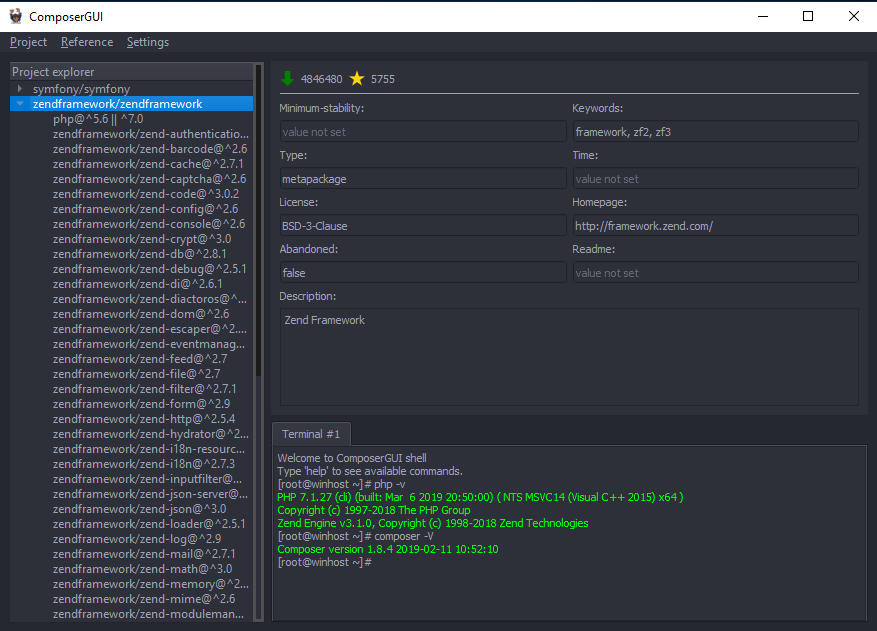 ComposerGUI
Project Reference Settings
Project explorer
symfony/symfony
zendframework/zendframework
php@^5.6 || ^7.0
zendframework/zend-authenticatio...
zendframework/zend-barcode@^2.6
zendframework/zend-cache@^2.7.1
zendframework/zend-captcha@^2.6
zendframework/zend-code@^3.0.2
zendframework/zend-config@^2.6
zendframework/zend-console@^2.6
zendframework/zend-crypt@^3.0
zendframework/zend-db@^2.8.1
zendframework/zend-debug@^2.5.1
zendframework/zend-di@^2.6.1
zendframework/zend-diactoros@^...
zendframework/zend-dom@^2.6
zendframework/zend-escaper@^2....
zendframework/zend-eventmanag...
zendframework/zend-feed@^2.7
zendframework/zend-file@^2.7
zendframework/zend-filter@^2.7.1
zendframework/zend-form@^2.9
zendframework/zend-http@^2.5.4
zendframework/zend-hydrator@^2...
zendframework/zend-i18n-resourc...
zendframework/zend-i18n@^2.7.3
zendframework/zend-inputfilter@...
zendframework/zend-json-server@...
zendframework/zend-json@^3.0
zendframework/zend-loader@^2.5.1
zendframework/zend-log@^2.9
zendframework/zend-mail@^2.7.1
zendframework/zend-math@^3.0
zendframework/zend-memory@^2...
zendframework/zend-mime@^2.6
zendframework/zend-moduleman...
4846480 5755
Minimum-stability: Keywords:
value not set framework, zf2, zf3
Type: Time:
metapackage value not set
License: Homepage:
BSD-3-Clause http://framework.zend.com/
Abandoned: Readme:
false value not set
Description:
Zend Framework
Terminal #1
Welcome to ComposerGUI shell
Type 'help' to see available commands.
[root@winhost ~]# php -v
PHP 7.1.27 (cli) (built: Mar 6 2019 20:50:00) ( NTS MSVC14 (Visual C++ 2015) x64 )
Copyright (c) 1997-2018 The PHP Group
Zend Engine v3.1.0, Copyright (c) 1998-2018 Zend Technologies
[root@winhost ~]# composer -V
Composer version 1.8.4 2019-02-11 10:52:10
[root@winhost ~]#